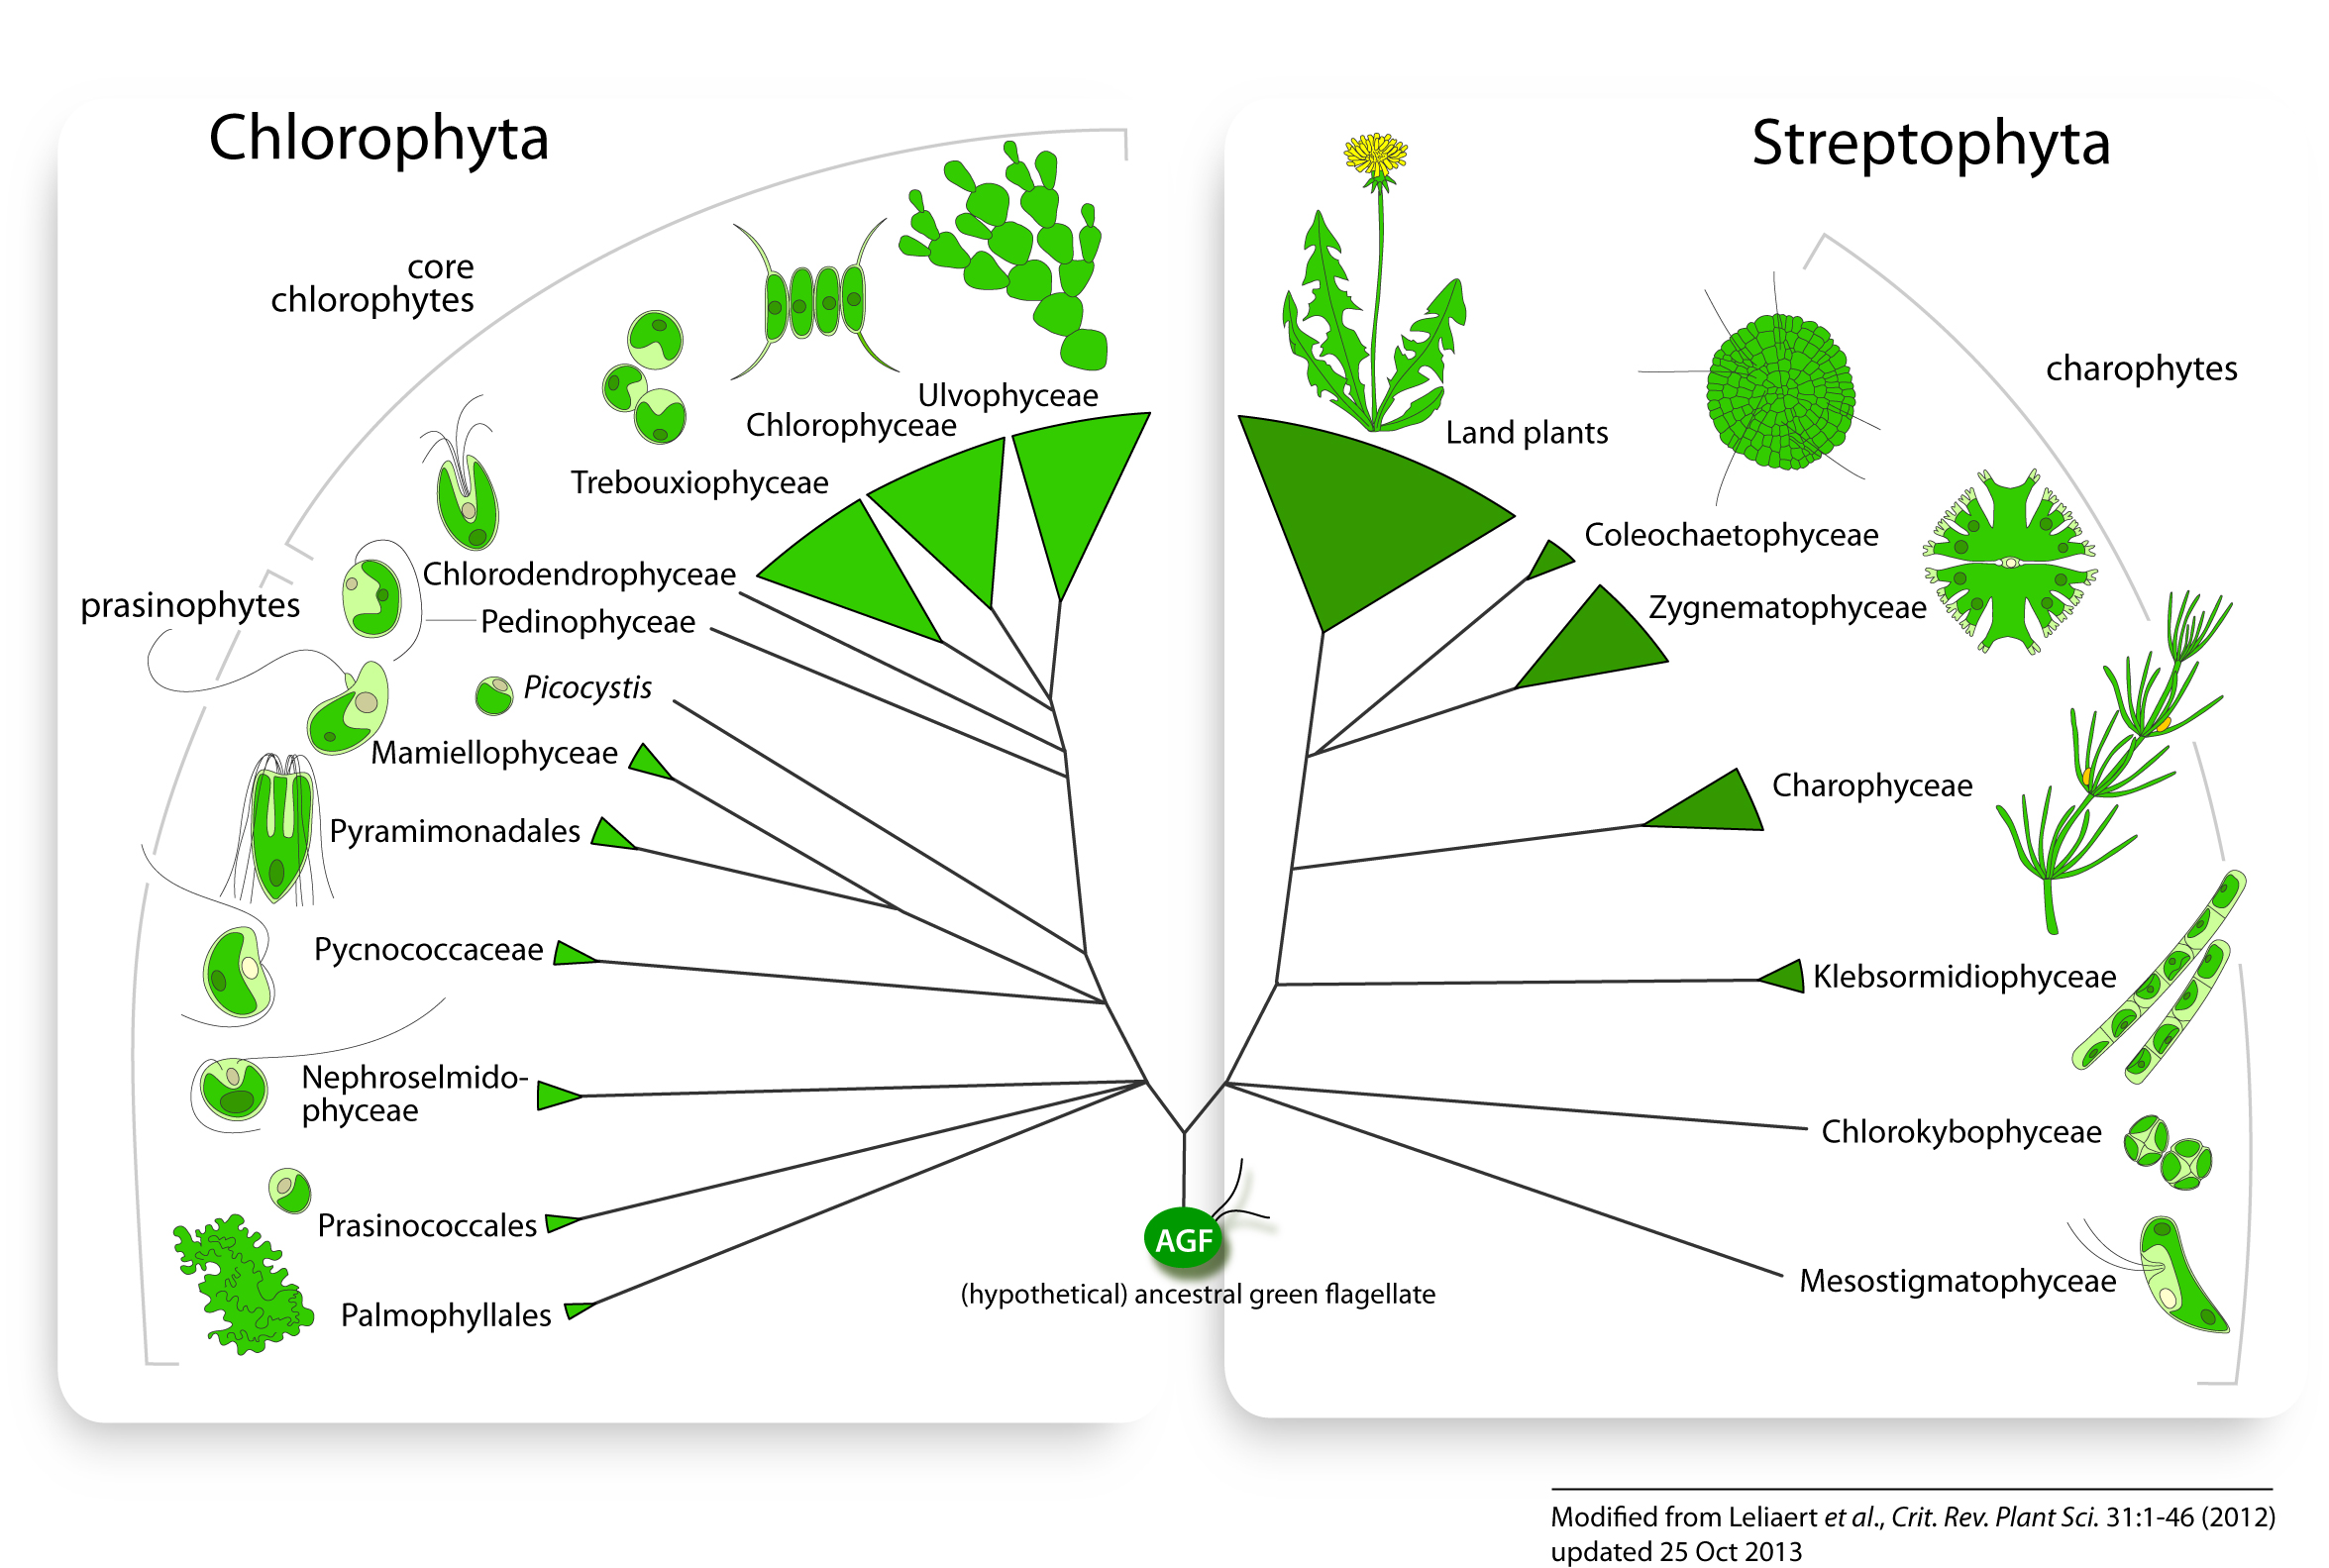 Chlorophyta
Streptophyta
core
chlorophytes
charophytes
Ulvophyceae
Chlorophyceae
Land plants
Trebouxiophyceae
Coleochaetophyceae
Chlorodendrophyceae
prasinophytes
Zygnematophyceae
Pedinophyceae
Picocystis
Mamiellophyceae
Charophyceae
Pyramimonadales
Pycnococcaceae
Klebsormidiophyceae
Nephroselmido-
phyceae
Chlorokybophyceae
Prasinococcales
AGF
Mesostigmatophyceae
(hypothetical) ancestral green flagellate
Palmophyllales
Modified from Leliaert et al., Crit. Rev. Plant Sci. 31:1-46 (2012)
updated 25 Oct 2013